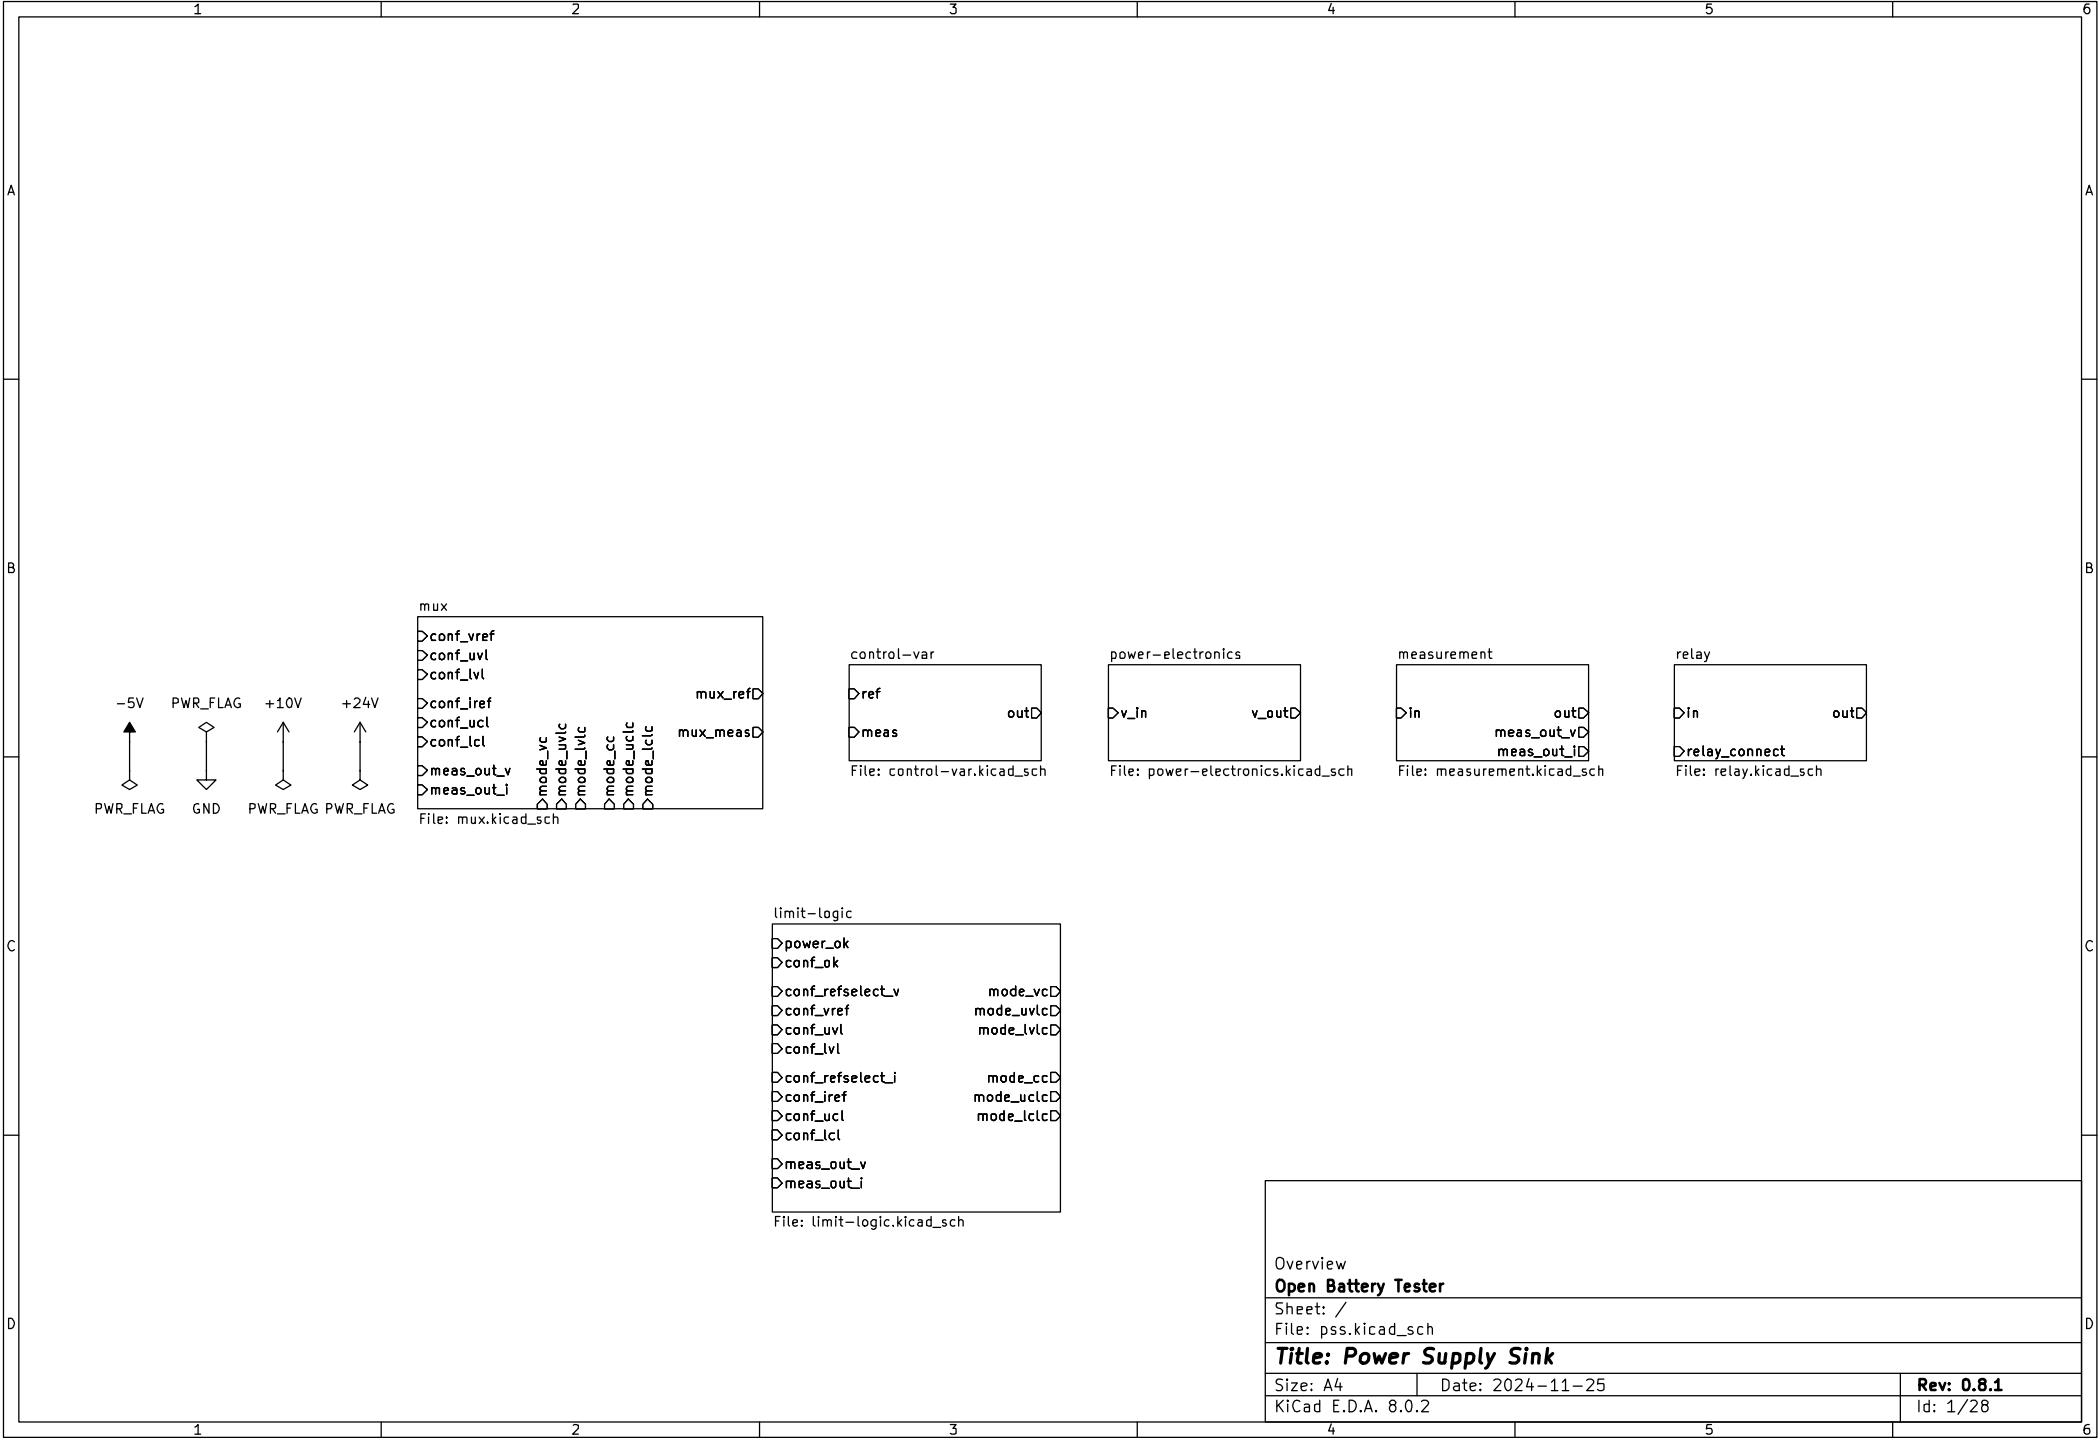 1 2 3 4 5 6
A A
B B
C C
D D
mux
conf_vref
conf_uvl
conf_lvl
conf_iref
conf_ucl
conf_lcl
meas_out_v
meas_out_i
mode_vc
mode_uvlc
mode_lvlc
mode_cc
mode_uclc
mode_lclc
mux_ref
mux_meas
File: mux.kicad_sch
-5V PWR_FLAG +10V +24V
PWR_FLAG GND PWR_FLAG PWR_FLAG
control-var
ref
meas
out
File: control-var.kicad_sch
power-electronics
v_in
v_out
File: power-electronics.kicad_sch
measurement
in
out
meas_out_v
meas_out_i
File: measurement.kicad_sch
relay
in
out
relay_connect
File: relay.kicad_sch
limit-logic
power_ok
conf_ok
conf_refselect_v
conf_vref
conf_uvl
conf_lvl
conf_refselect_i
conf_iref
conf_ucl
conf_lcl
meas_out_v
meas_out_i
mode_vc
mode_uvlc
mode_lvlc
mode_cc
mode_uclc
mode_lclc
File: limit-logic.kicad_sch
Overview
Open Battery Tester
Sheet: /
File: pss.kicad_sch
Title: Power Supply Sink
Size: A4 Date: 2024-11-25 Rev: 0.8.1
KiCad E.D.A. 8.0.2 Id: 1/28
1 2 3 4 5 6